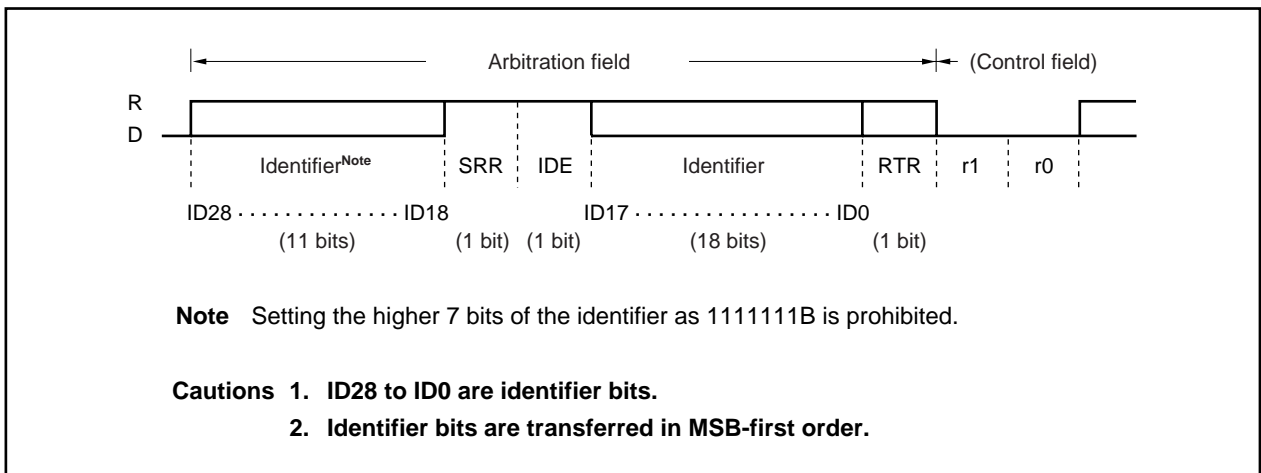 Arbitration field (Control field)
R
D
Identifier^Note SRR IDE Identifier RTR r1 r0
ID28 · · · · · · · · · · · · · · ID18 ID17 · · · · · · · · · · · · · · · · · ID0
(11 bits) (1 bit) (1 bit) (18 bits) (1 bit)
Note Setting the higher 7 bits of the identifier as 1111111B is prohibited.
Cautions 1. ID28 to ID0 are identifier bits.
2. Identifier bits are transferred in MSB-first order.